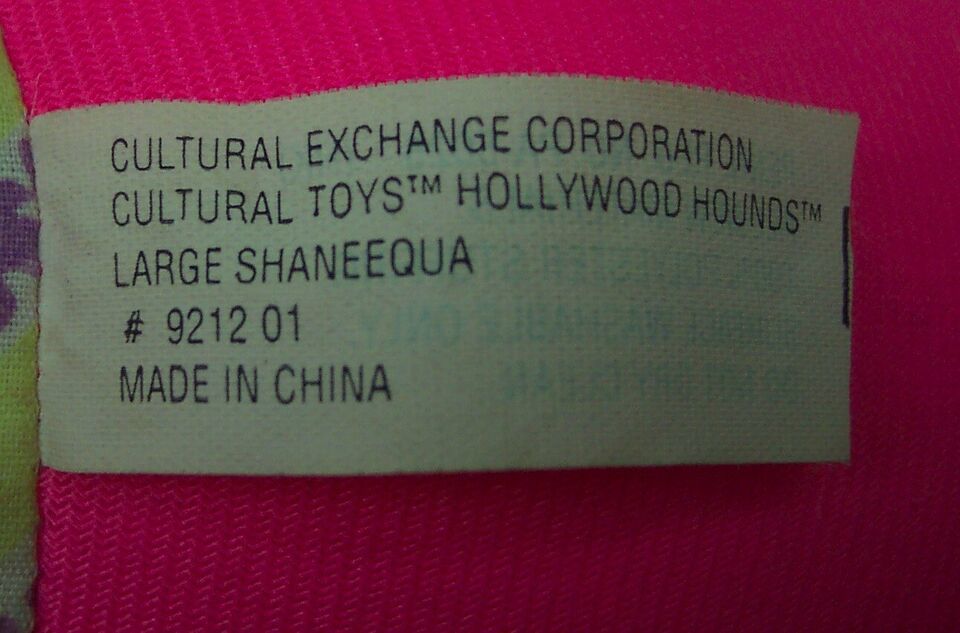 CULTURAL EXCHANGE CORPORATION
CULTURAL TOYS™ HOLLYWOOD HOUNDS™
LARGE SHANEEQUA
# 9212 01
MADE IN CHINA